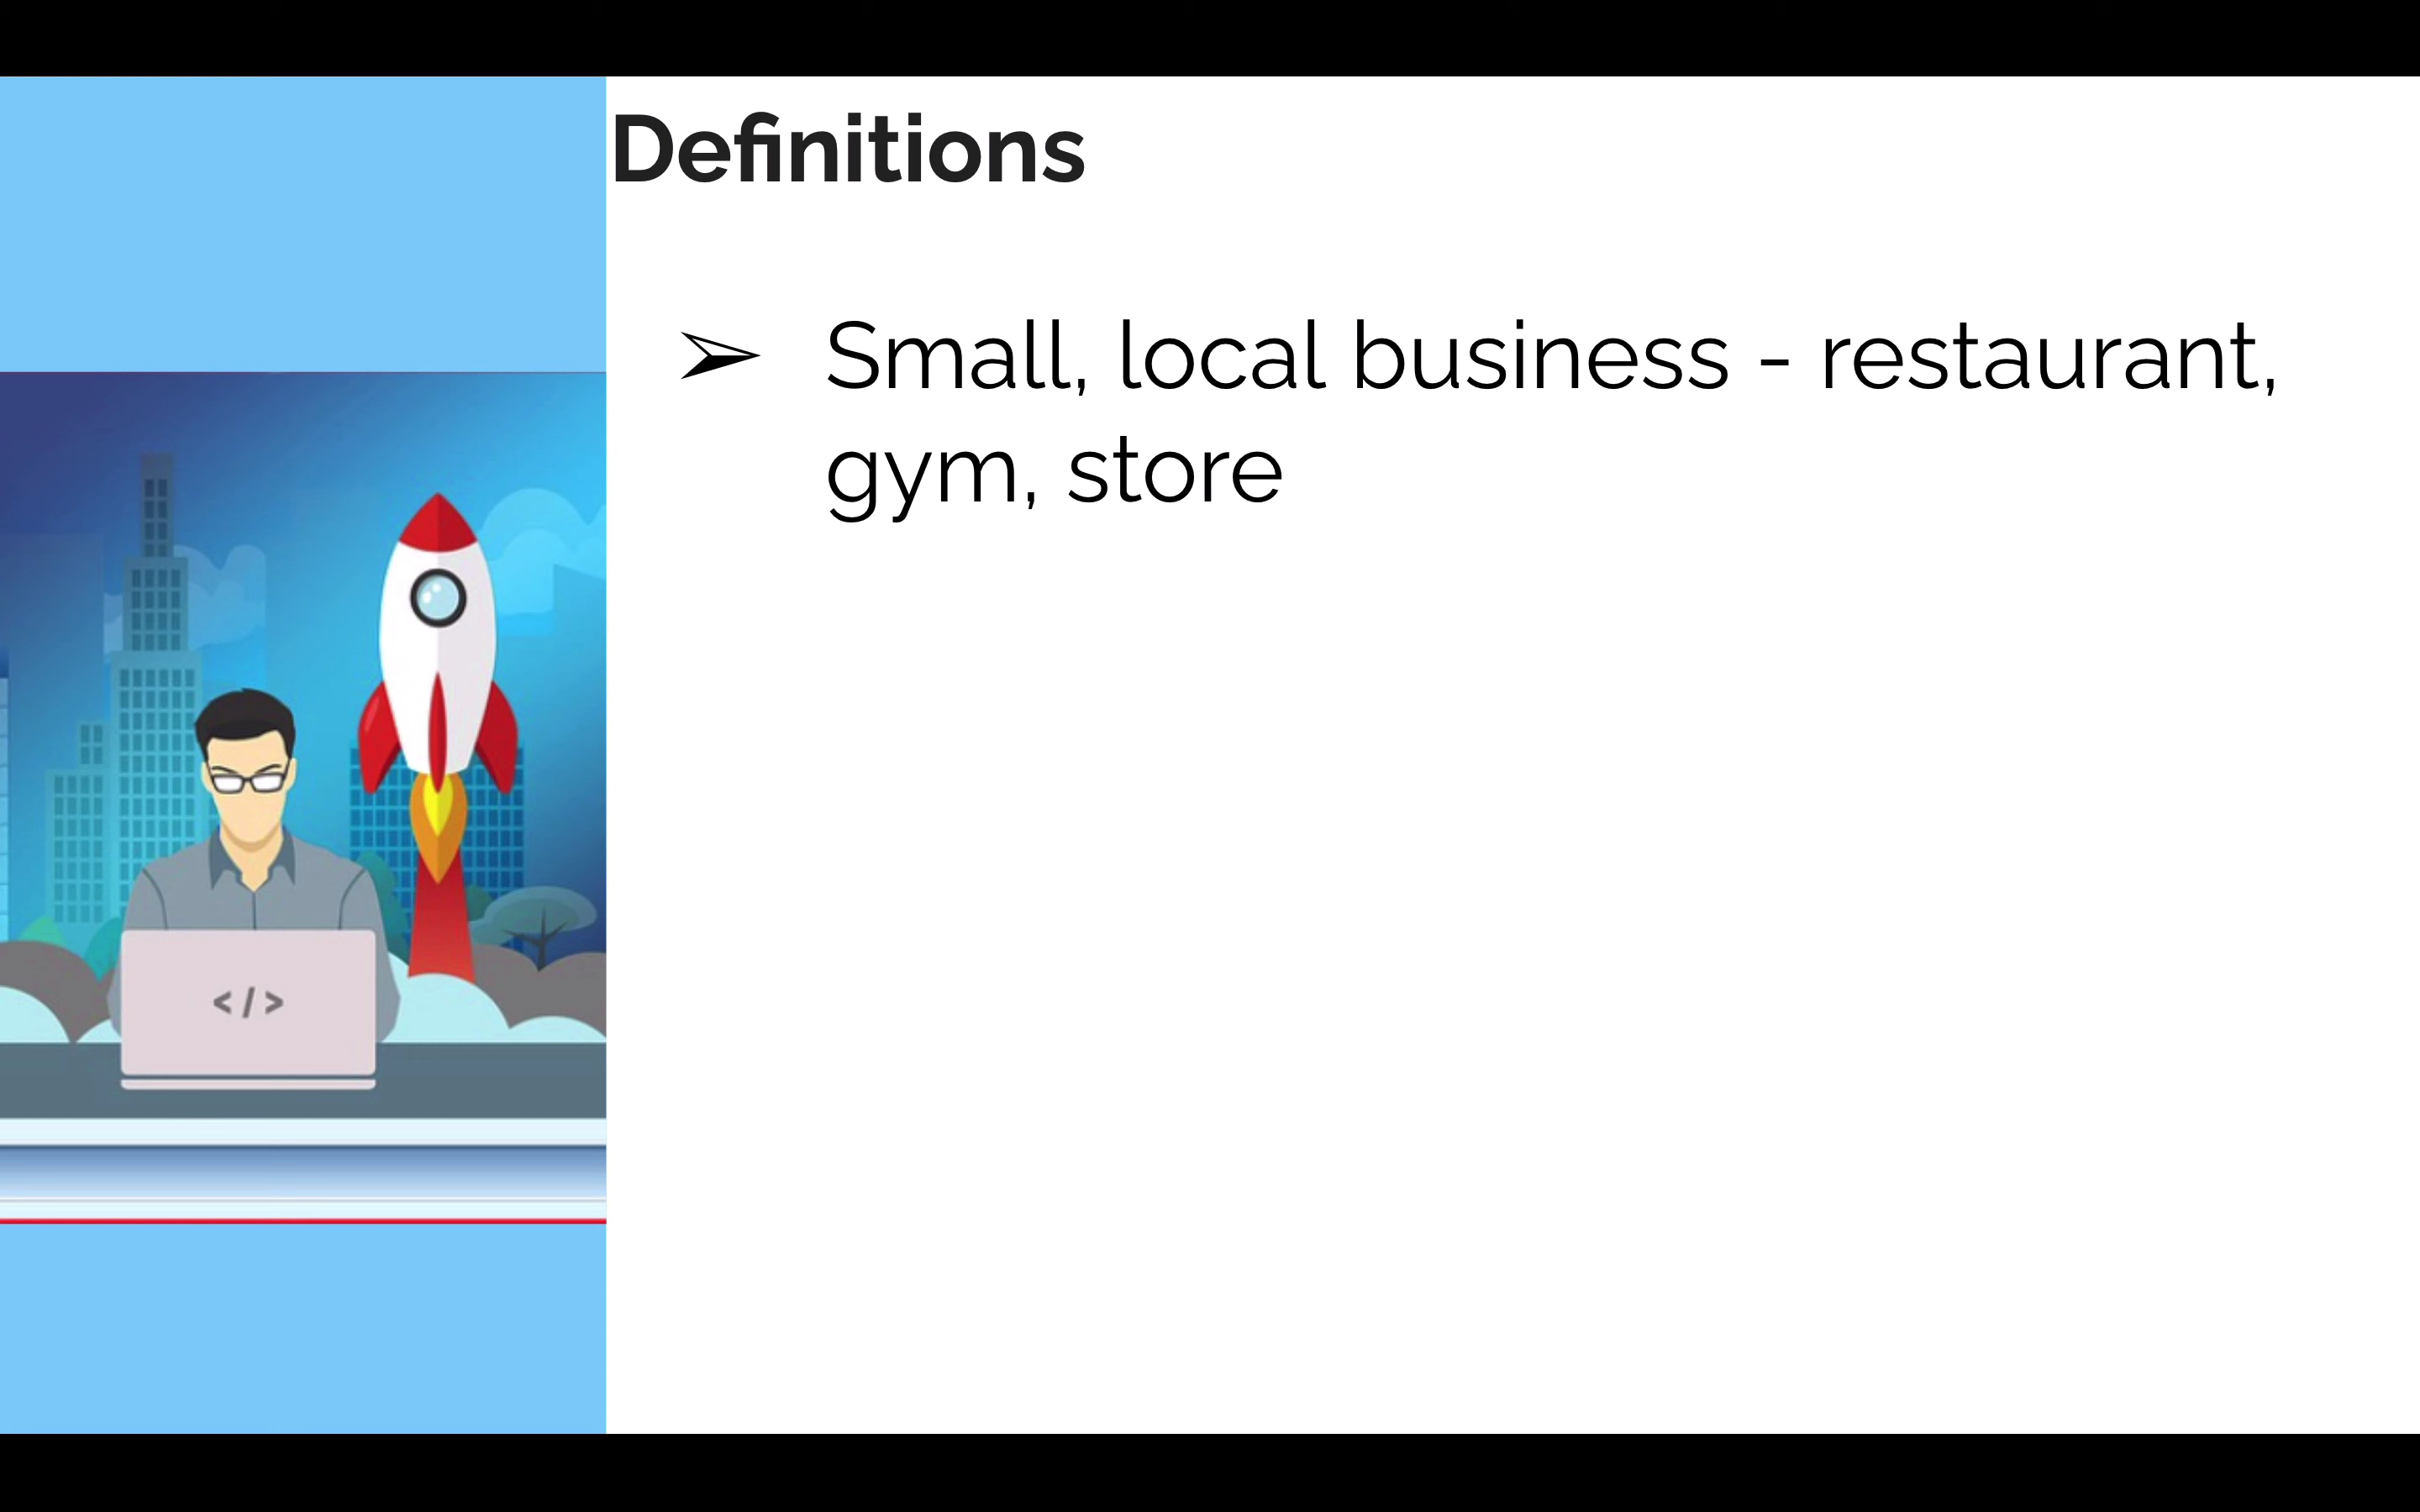 Definitions
➢ Small, local business - restaurant,
gym, store
</>